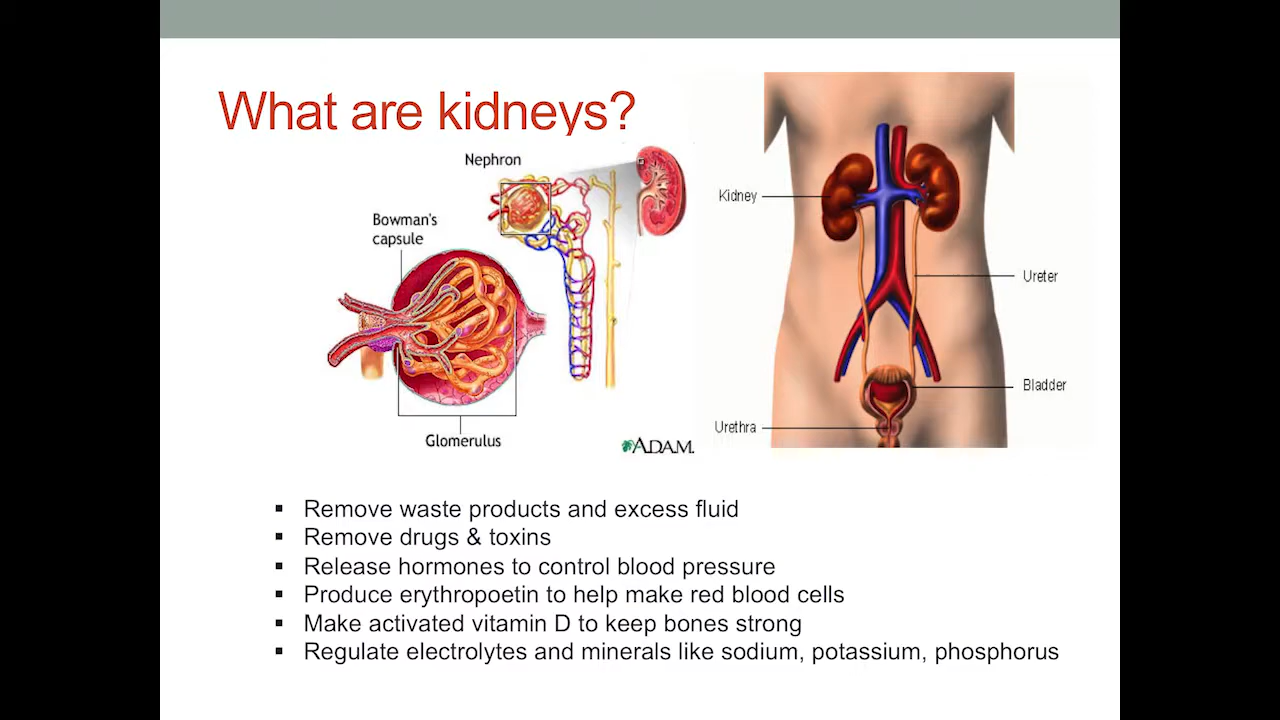 What are kidneys?
Nephron
Bowman's
capsule
Glomerulus
A.D.A.M.
Kidney
Ureter
Bladder
Urethra
▪ Remove waste products and excess fluid
▪ Remove drugs & toxins
▪ Release hormones to control blood pressure
▪ Produce erythropoetin to help make red blood cells
▪ Make activated vitamin D to keep bones strong
▪ Regulate electrolytes and minerals like sodium, potassium, phosphorus